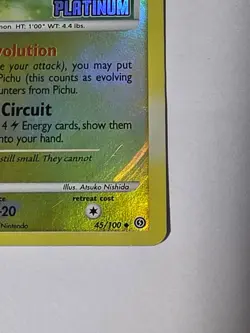 PLATINUM
mon HT: 1'00" WT: 4.4 lbs.
volution
e your attack), you may put
Pichu (this counts as evolving
unters from Pichu.
Circuit
4 Energy cards, show them
nto your hand.
still small. They cannot
Illus. Atsuko Nishida
retreat cost
-20
Nintendo
45/100